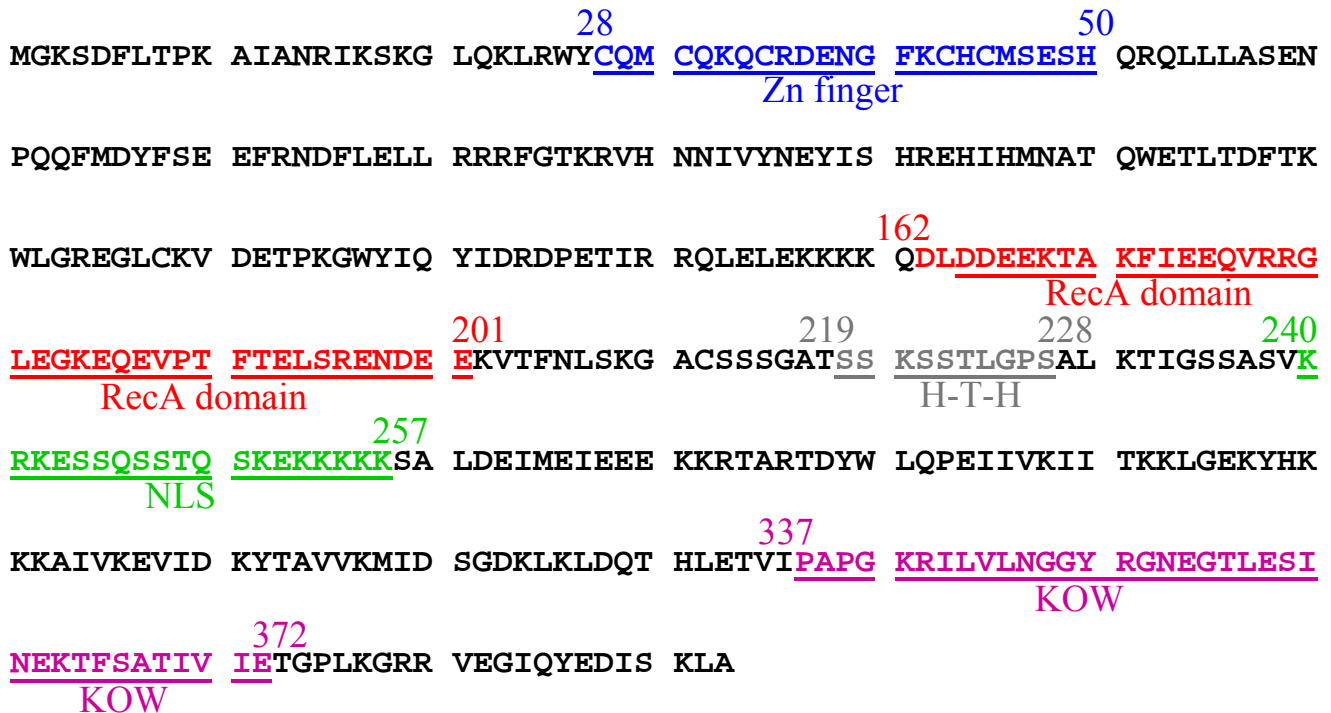 28 50
MGKSDFLTPK AIANRIKSKG LQKLRWYCQM CQKQCRDENG FKCHCMSESH QRQLLLASEN
Zn finger
PQQFMDYFSE EFRNDFLELL RRRFGTKRVH NNIVYNEYIS HREHIHMNAT QWETLTDFTK
162
WLGREGLCKV DETPKGWYIQ YIDRDPETIR RQLELEKKKK QDLDDEEKTA KFIEEQVRRG
RecA domain
201 219 228 240
LEGKEQEVPT FTELSRENDE EKVTFNLSKG ACSSSGATSS KSSTLGPSAL KTIGSSASVK
RecA domain H-T-H
257
RKESSQSSTQ SKEKKKKKSA LDEIMEIEEE KKRTARTDYW LQPEIIVKII TKKLGEKYHK
NLS
337
KKAIVKEVID KYTAVVKMID SGDKLKLDQT HLETVIPAPG KRILVLNGGY RGNEGTLESI
KOW
372
NEKTFSATIV IETGPLKGRR VEGIQYEDIS KLA
KOW